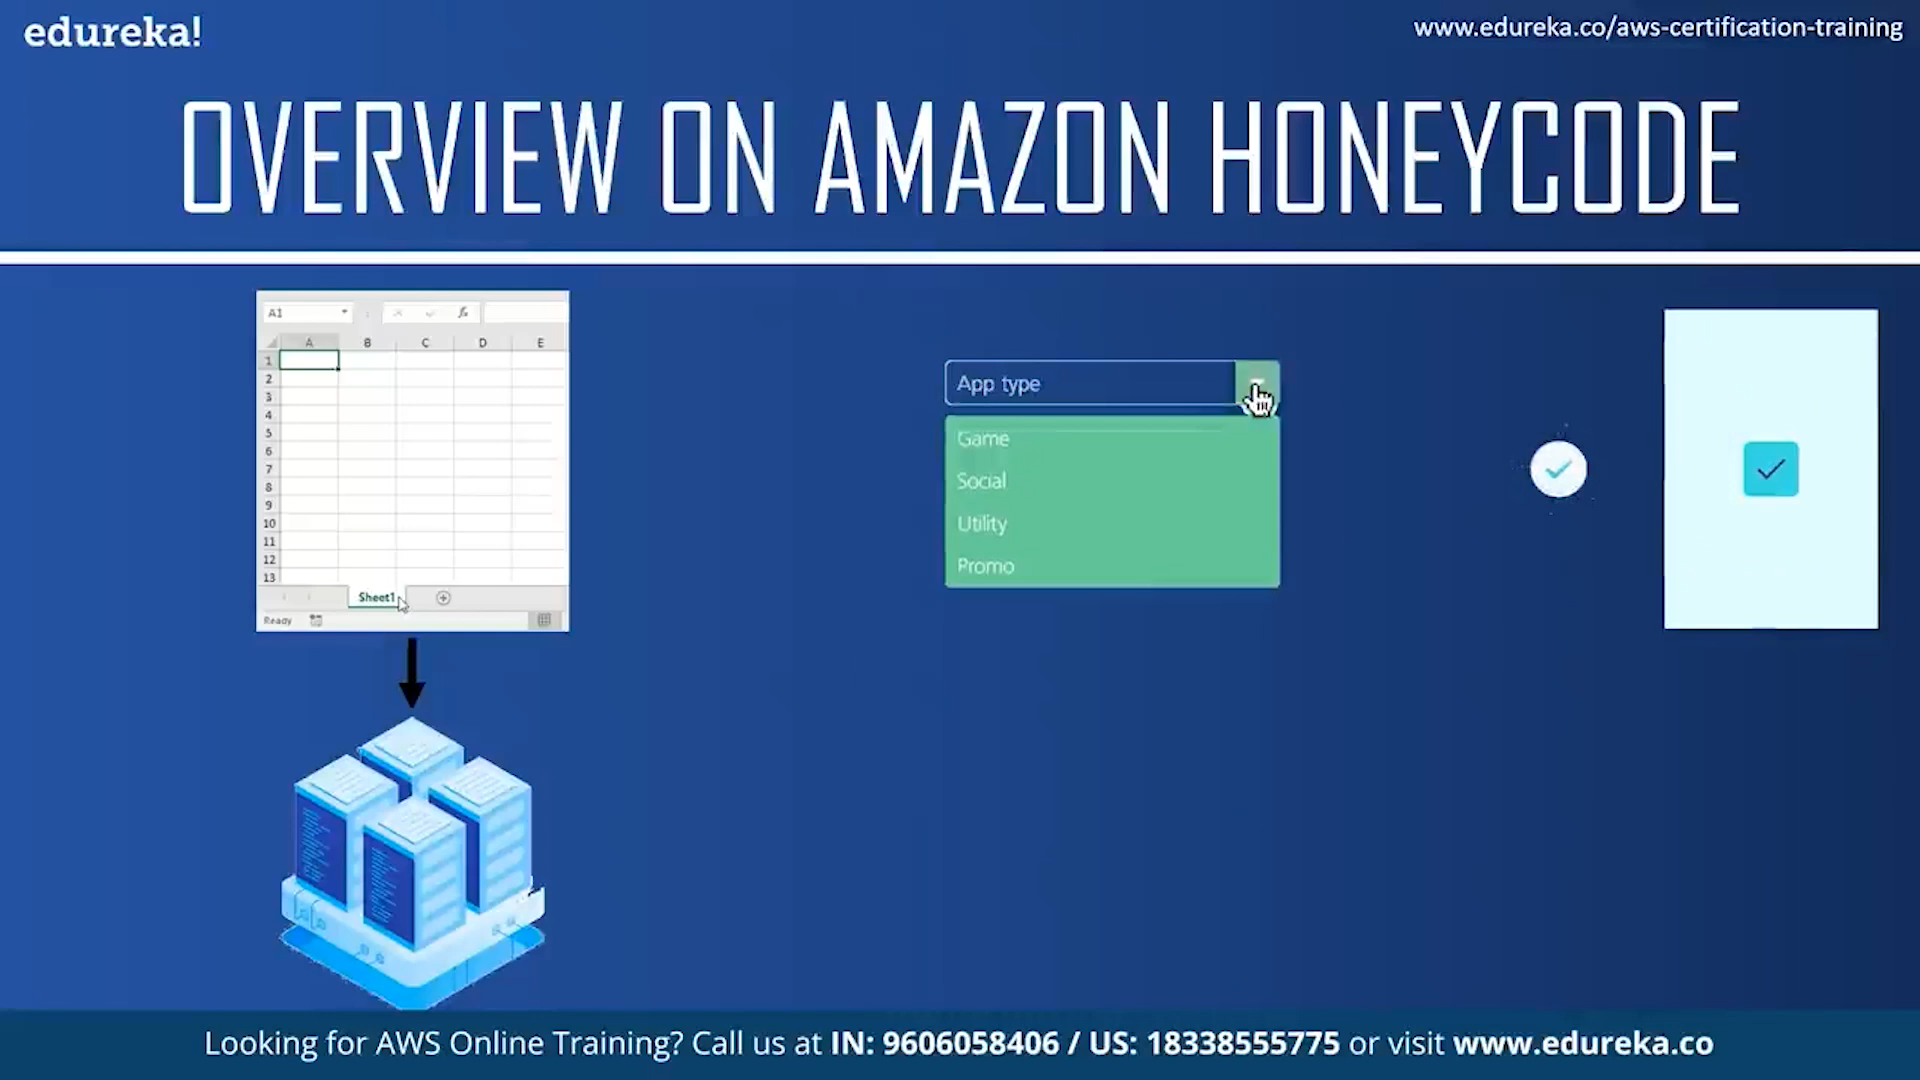 edureka!
www.edureka.co/aws-certification-training
OVERVIEW ON AMAZON HONEYCODE
A1
fx
A B C D E
1
2
3
4
5
6
7
8
9
10
11
12
13
Sheet1
Ready
App type
Game
Social
Utility
Promo
Looking for AWS Online Training? Call us at IN: 9606058406 / US: 18338555775 or visit www.edureka.co